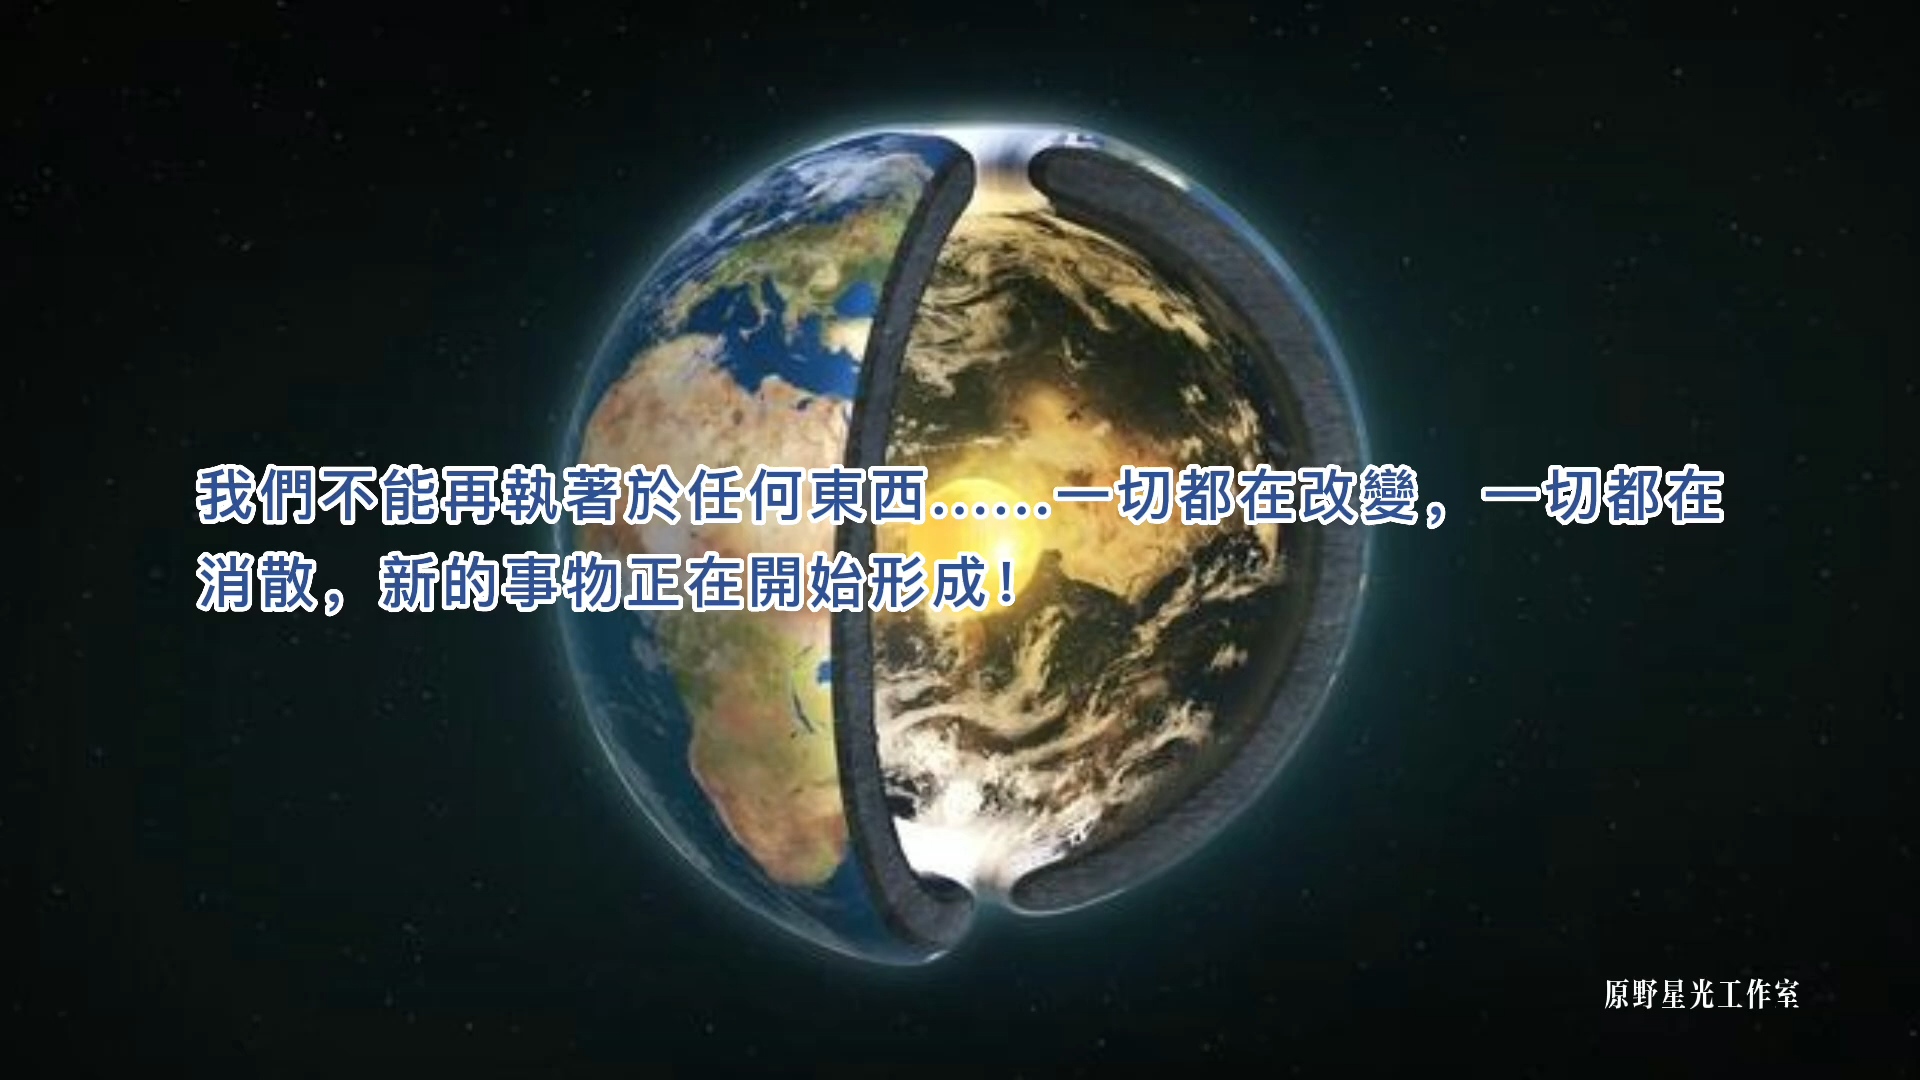 我們不能再執著於任何東西……一切都在改變，一切都在
消散，新的事物正在開始形成！
原野星光工作室